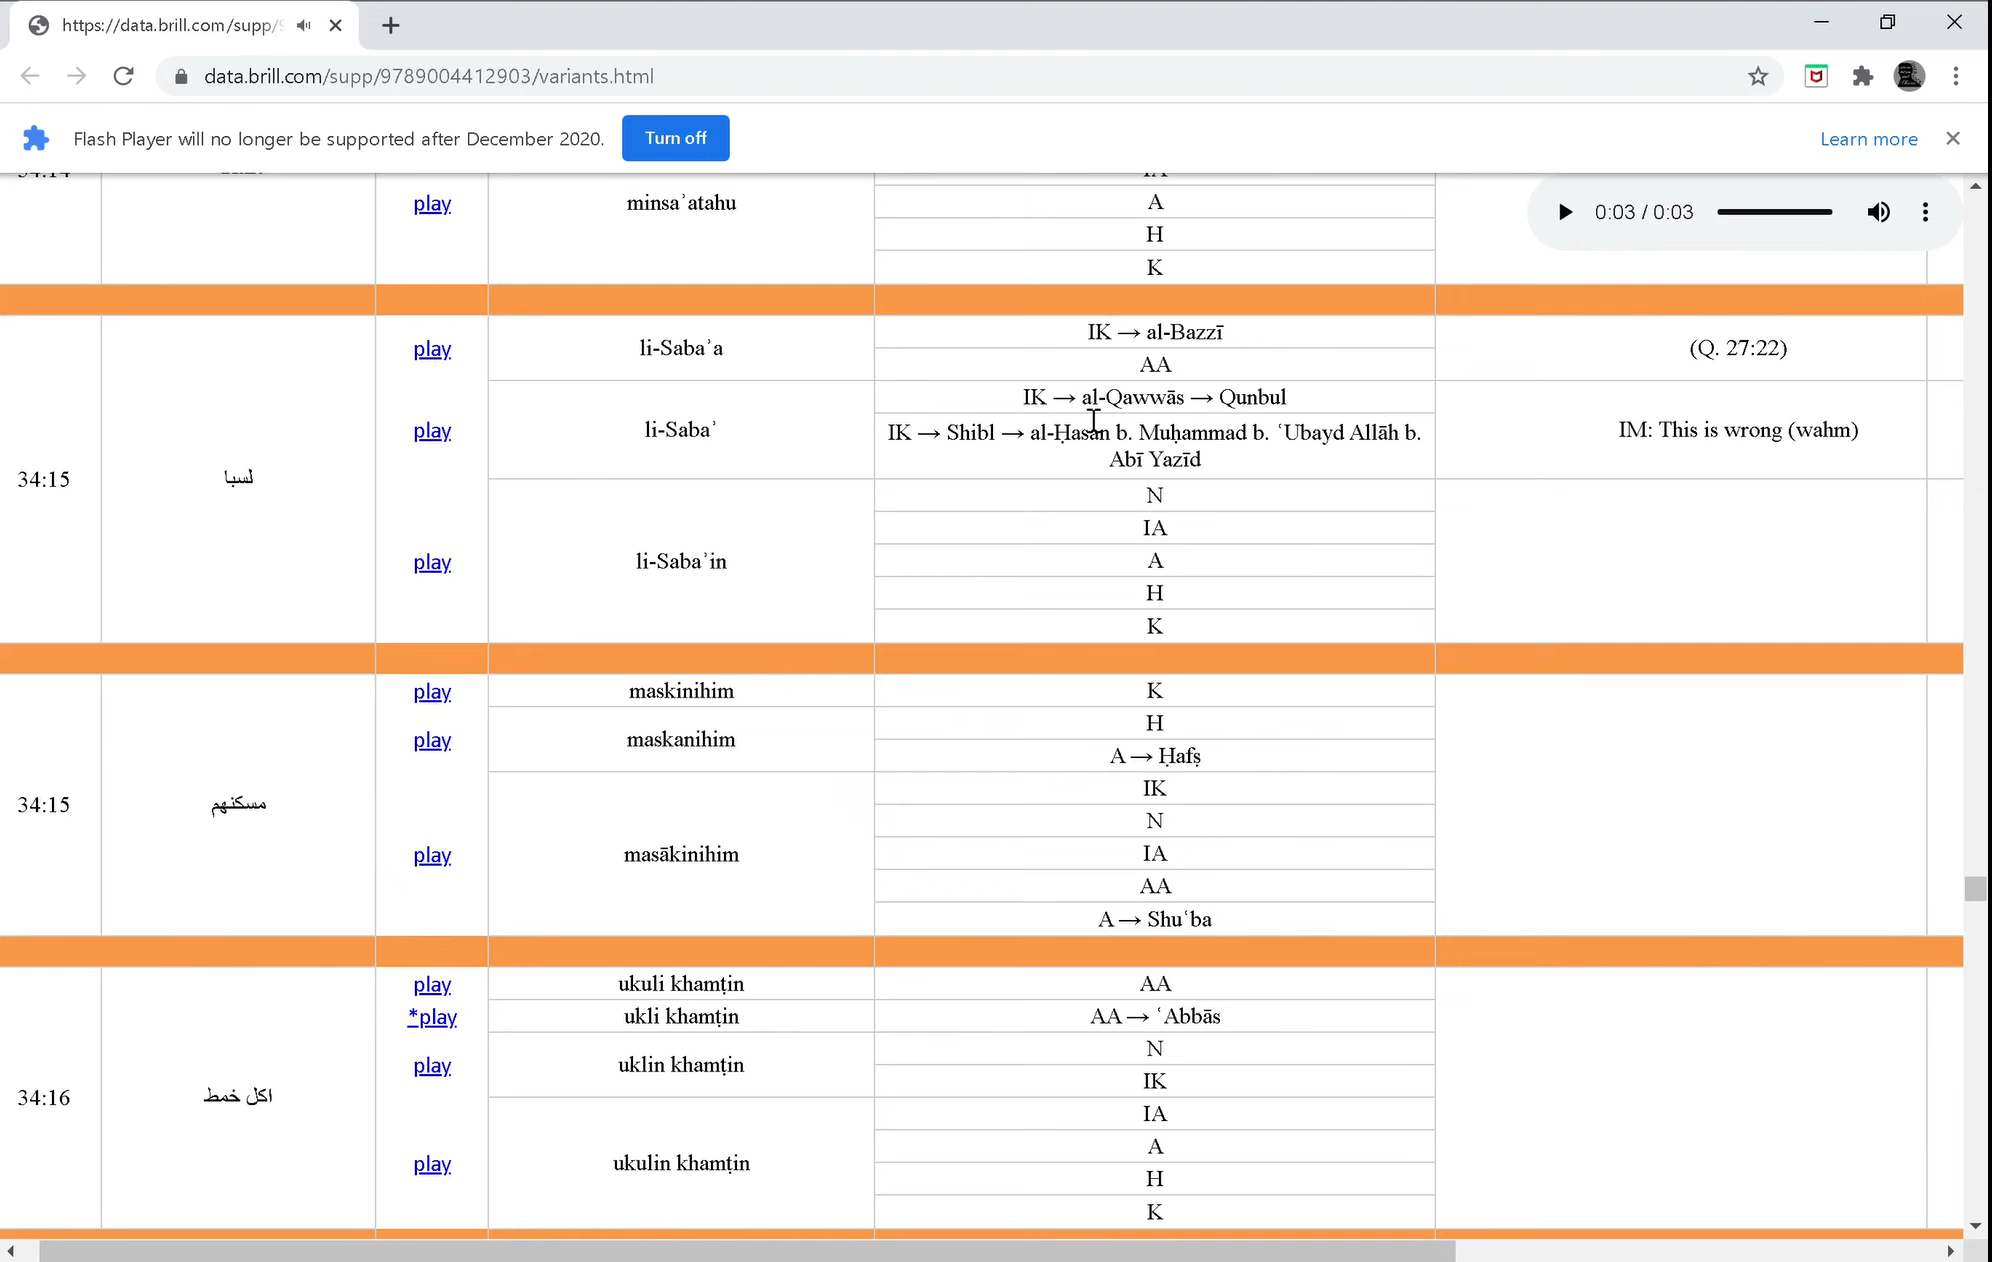 https://data.brill.com/supp/9
data.brill.com/supp/9789004412903/variants.html
Flash Player will no longer be supported after December 2020. Turn off Learn more
IA
play minsaʾatahu A
0:03 / 0:03
H
K
34:15 لسبا
play li-Sabaʾa IK → al-Bazzī (Q. 27:22)
AA
play li-Sabaʾ IK → al-Qawwās → Qunbul IM: This is wrong (wahm)
IK → Shibl → al-Ḥasan b. Muḥammad b. ʿUbayd Allāh b.
Abī Yazīd
play li-Sabaʾin N
IA
A
H
K
34:15 مسكنهم
play maskinihim K
play maskanihim H
A → Ḥafṣ
play masākinihim IK
N
IA
AA
A → Shuʿba
34:16 اكل خمط
play ukuli khamṭin AA
*play ukli khamṭin AA → ʿAbbās
play uklin khamṭin N
IK
play ukulin khamṭin IA
A
H
K